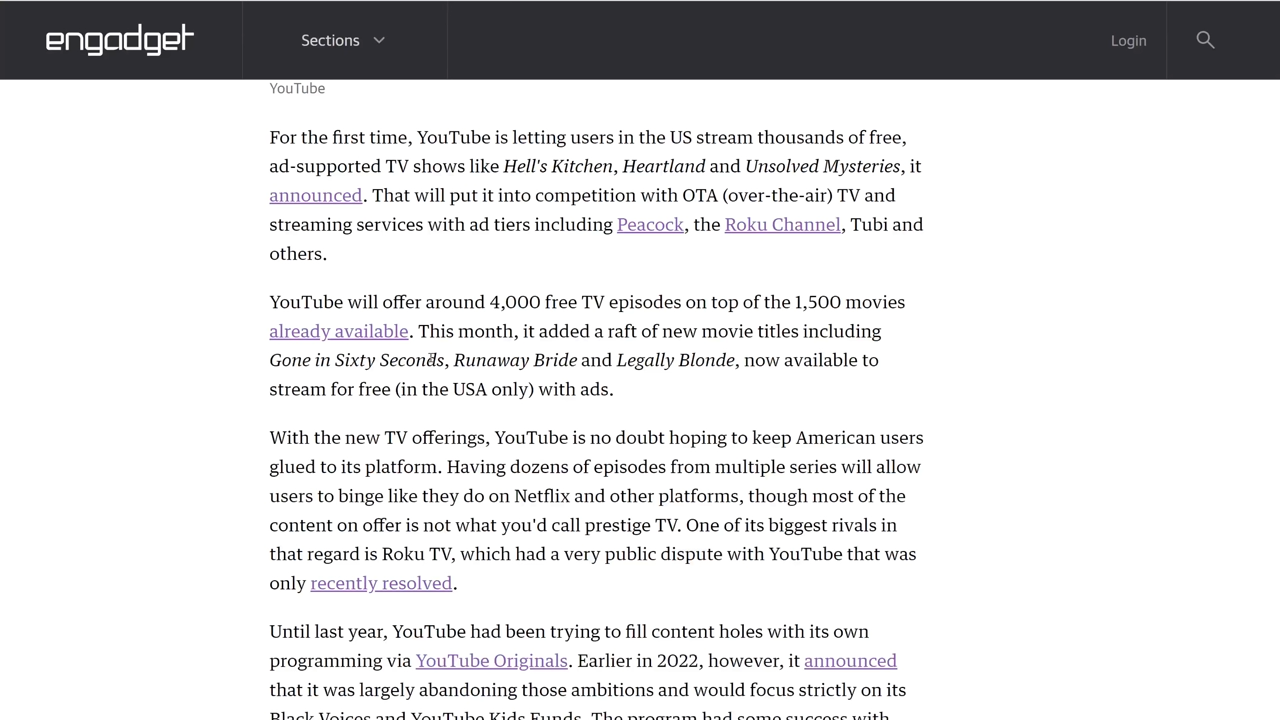 engadget
Sections
Login
YouTube
For the first time, YouTube is letting users in the US stream thousands of free,
ad-supported TV shows like Hell's Kitchen, Heartland and Unsolved Mysteries, it
announced. That will put it into competition with OTA (over-the-air) TV and
streaming services with ad tiers including Peacock, the Roku Channel, Tubi and
others.
YouTube will offer around 4,000 free TV episodes on top of the 1,500 movies
already available. This month, it added a raft of new movie titles including
Gone in Sixty Seconds, Runaway Bride and Legally Blonde, now available to
stream for free (in the USA only) with ads.
With the new TV offerings, YouTube is no doubt hoping to keep American users
glued to its platform. Having dozens of episodes from multiple series will allow
users to binge like they do on Netflix and other platforms, though most of the
content on offer is not what you'd call prestige TV. One of its biggest rivals in
that regard is Roku TV, which had a very public dispute with YouTube that was
only recently resolved.
Until last year, YouTube had been trying to fill content holes with its own
programming via YouTube Originals. Earlier in 2022, however, it announced
that it was largely abandoning those ambitions and would focus strictly on its
Black Voices and YouTube Kids Funds. The program had some success with